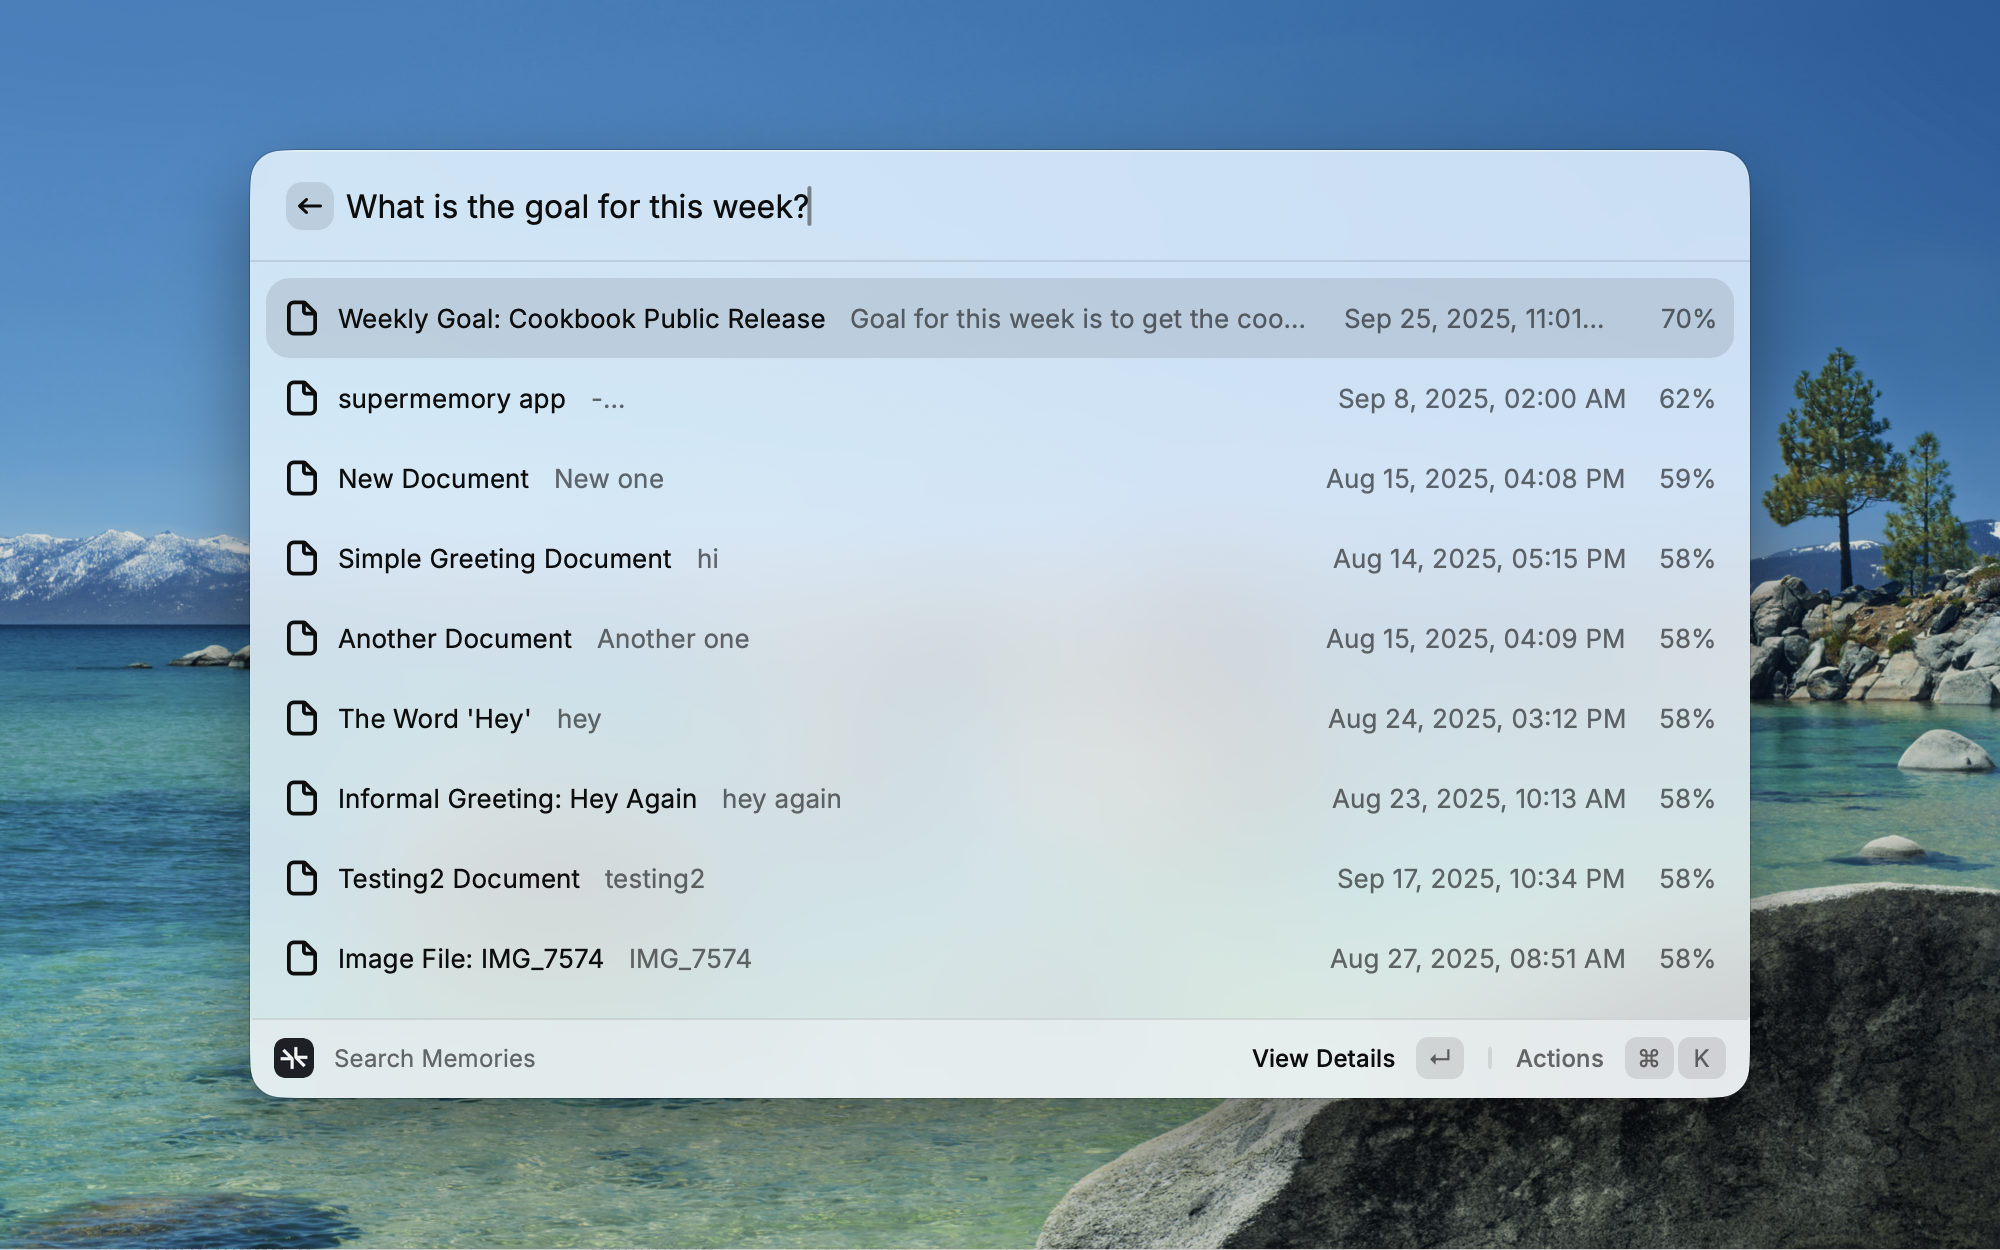 What is the goal for this week?
Weekly Goal: Cookbook Public Release Goal for this week is to get the coo... Sep 25, 2025, 11:01... 70%
supermemory app -... Sep 8, 2025, 02:00 AM 62%
New Document New one Aug 15, 2025, 04:08 PM 59%
Simple Greeting Document hi Aug 14, 2025, 05:15 PM 58%
Another Document Another one Aug 15, 2025, 04:09 PM 58%
The Word 'Hey' hey Aug 24, 2025, 03:12 PM 58%
Informal Greeting: Hey Again hey again Aug 23, 2025, 10:13 AM 58%
Testing2 Document testing2 Sep 17, 2025, 10:34 PM 58%
Image File: IMG_7574 IMG_7574 Aug 27, 2025, 08:51 AM 58%
Search Memories View Details ↵ Actions ⌘ K